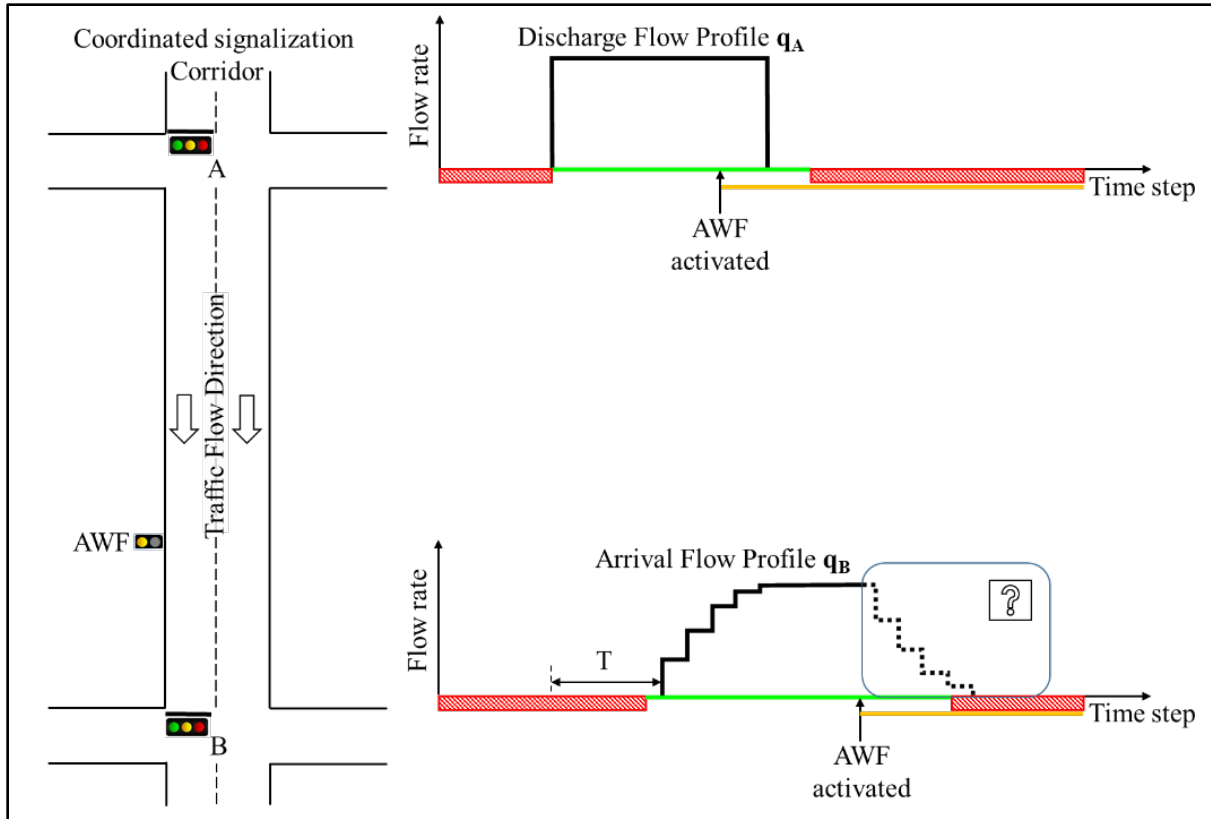 Coordinated signalization
Corridor
A
Traffic Flow Direction
AWF
B
Discharge Flow Profile qA
Flow rate
Time step
AWF
activated
Arrival Flow Profile qB
Flow rate
T
?
Time step
AWF
activated